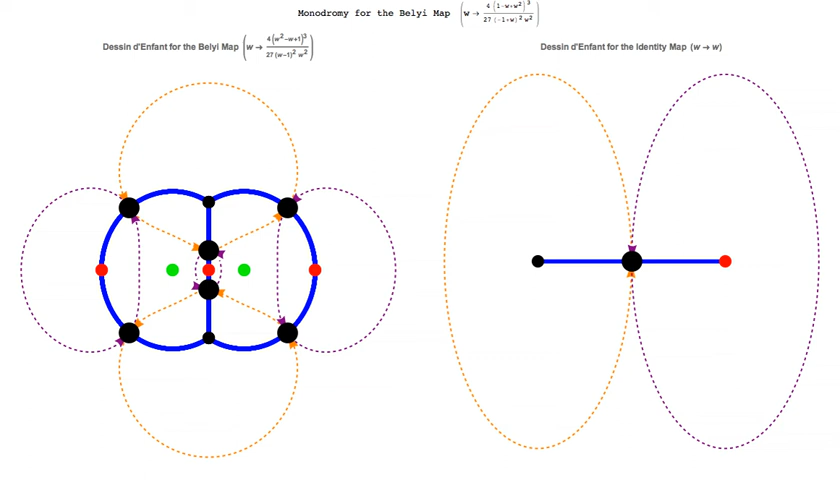 Monodromy for the Belyi Map (w → 4 (1-w+w²)³ / 27 (-1+w)² w²)
Dessin d'Enfant for the Belyi Map (w → 4 (w²-w+1)³ / 27 (w-1)² w²)
Dessin d'Enfant for the Identity Map (w → w)